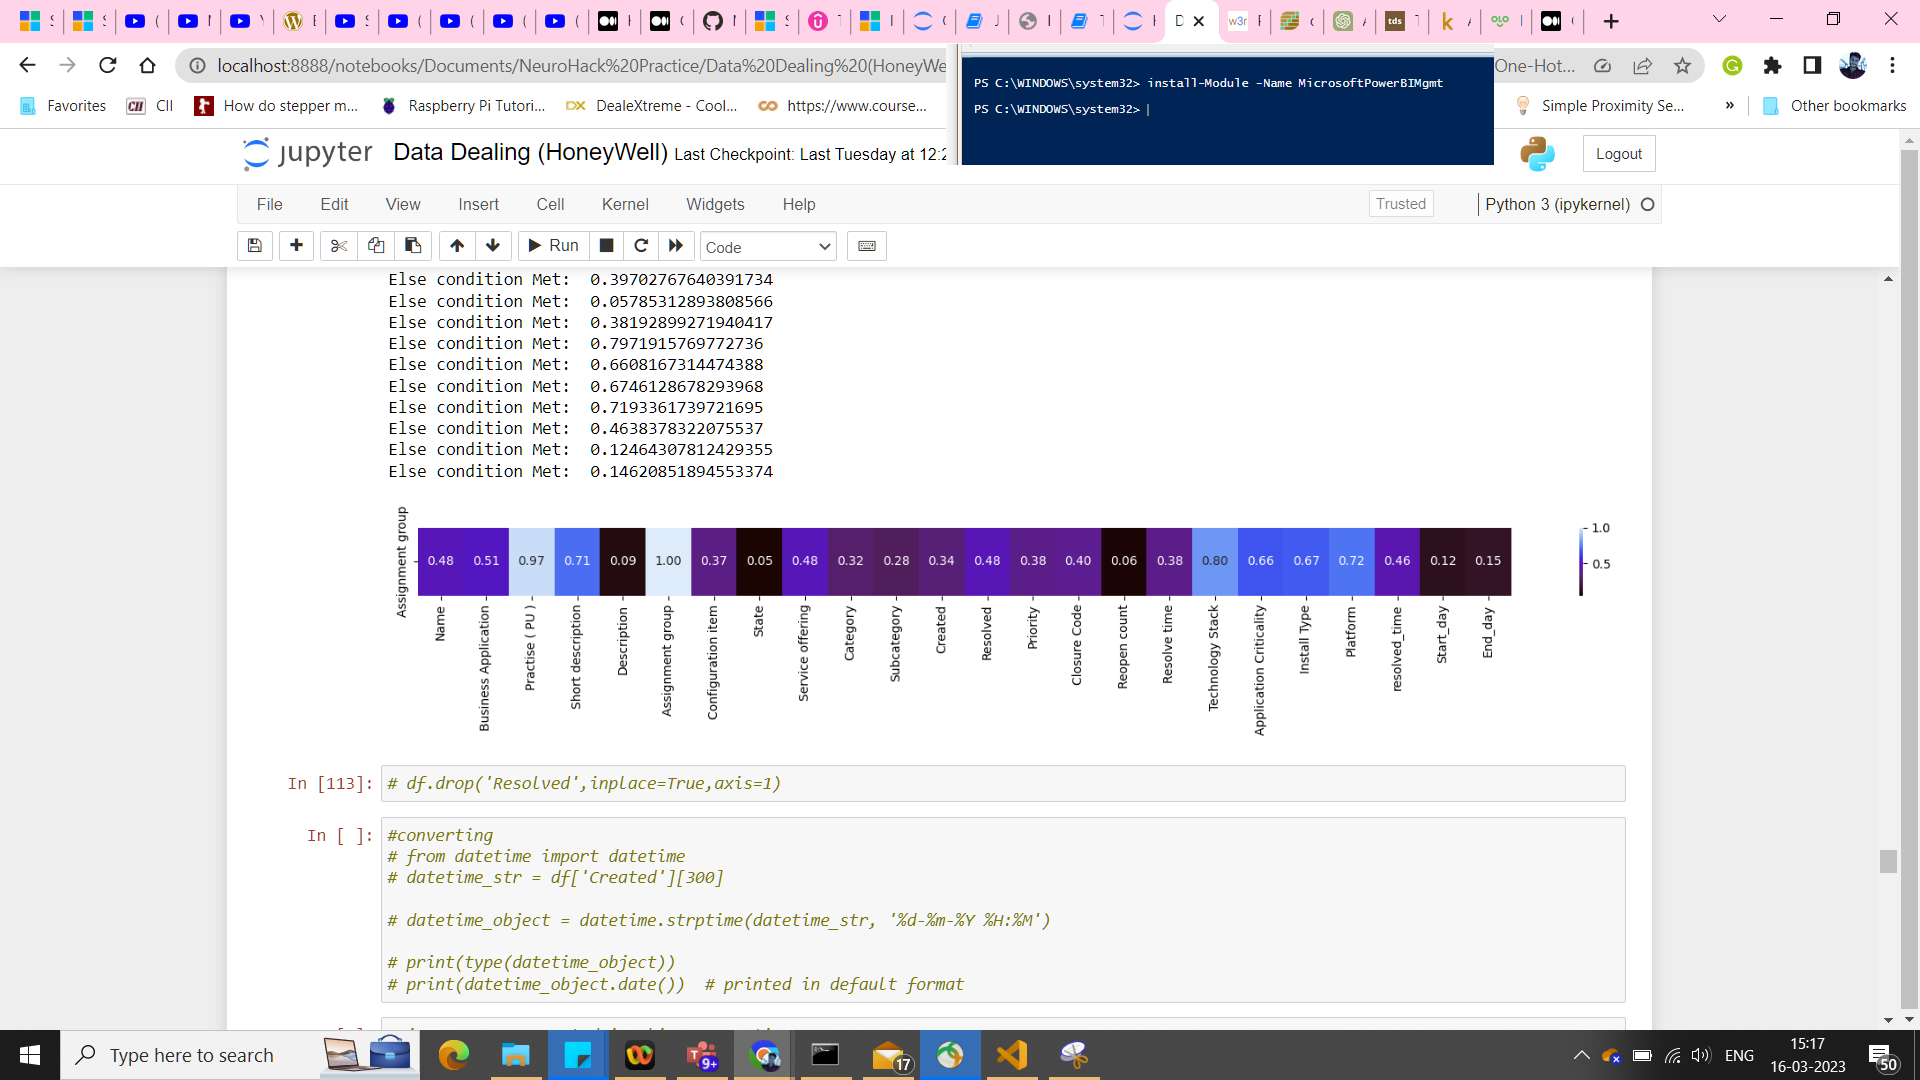 localhost:8888/notebooks/Documents/NeuroHack%20Practice/Data%20Dealing%20(HoneyWe
One-Hot...
PS C:\WINDOWS\system32> install-Module -Name MicrosoftPowerBIMgmt
PS C:\WINDOWS\system32>
Favorites
CII
How do stepper m...
Raspberry Pi Tutori...
DX DealeXtreme - Cool...
https://www.course...
Simple Proximity Se...
»
Other bookmarks
jupyter Data Dealing (HoneyWell) Last Checkpoint: Last Tuesday at 12:2
Logout
File Edit View Insert Cell Kernel Widgets Help
Trusted
Python 3 (ipykernel)
Run
Code
Else condition Met:  0.39702767640391734
Else condition Met:  0.05785312893808566
Else condition Met:  0.38192899271940417
Else condition Met:  0.7971915769772736
Else condition Met:  0.6608167314474388
Else condition Met:  0.6746128678293968
Else condition Met:  0.7193361739721695
Else condition Met:  0.4638378322075537
Else condition Met:  0.12464307812429355
Else condition Met:  0.14620851894553374
Assignment group
0.48 0.51 0.97 0.71 0.09 1.00 0.37 0.05 0.48 0.32 0.28 0.34 0.48 0.38 0.40 0.06 0.38 0.80 0.66 0.67 0.72 0.46 0.12 0.15
1.0
0.5
Name
Business Application
Practise ( PU )
Short description
Description
Assignment group
Configuration item
State
Service offering
Category
Subcategory
Created
Resolved
Priority
Closure Code
Reopen count
Resolve time
Technology Stack
Application Criticality
Install Type
Platform
resolved_time
Start_day
End_day
In [113]: # df.drop('Resolved',inplace=True,axis=1)
In [ ]: #converting
# from datetime import datetime
# datetime_str = df['Created'][300]
# datetime_object = datetime.strptime(datetime_str, '%d-%m-%Y %H:%M')
# print(type(datetime_object))
# print(datetime_object.date())  # printed in default format
Type here to search
9+
17
ENG
15:17
16-03-2023
50